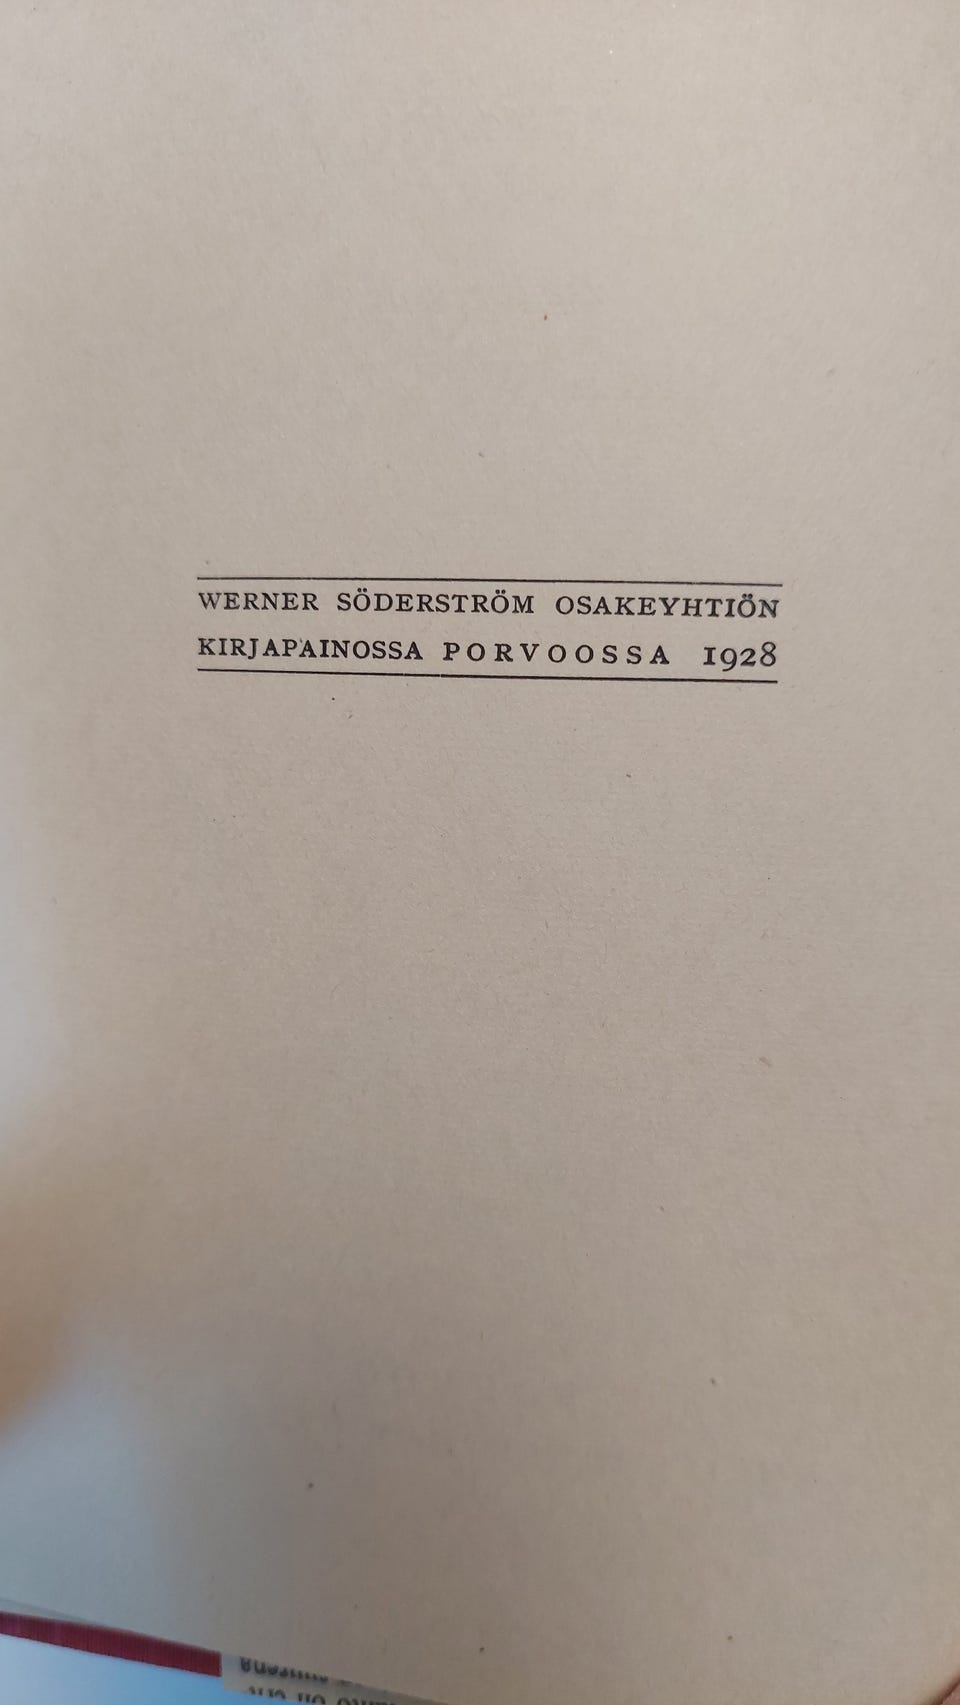 WERNER SÖDERSTRÖM OSAKEYHTIÖN
KIRJAPAINOSSA PORVOOSSA 1928